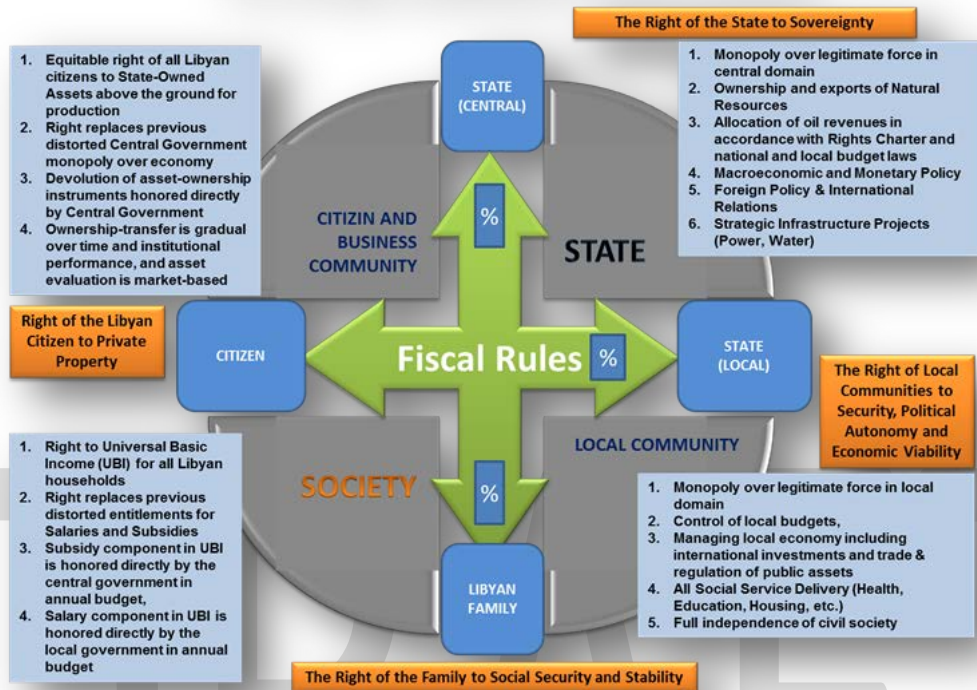 The Right of the State to Sovereignty
1. Equitable right of all Libyan
citizens to State-Owned
Assets above the ground for
production
2. Right replaces previous
distorted Central Government
monopoly over economy
3. Devolution of asset-ownership
instruments honored directly
by Central Government
4. Ownership-transfer is gradual
over time and institutional
performance, and asset
evaluation is market-based
STATE
(CENTRAL)
1. Monopoly over legitimate force in
central domain
2. Ownership and exports of Natural
Resources
3. Allocation of oil revenues in
accordance with Rights Charter and
national and local budget laws
4. Macroeconomic and Monetary Policy
5. Foreign Policy & International
Relations
6. Strategic Infrastructure Projects
(Power, Water)
CITIZIN AND
BUSINESS
COMMUNITY
%
STATE
Right of the Libyan
Citizen to Private
Property
CITIZEN
Fiscal Rules
%
STATE
(LOCAL)
The Right of Local
Communities to
Security, Political
Autonomy and
Economic Viability
1. Right to Universal Basic
Income (UBI) for all Libyan
households
2. Right replaces previous
distorted entitlements for
Salaries and Subsidies
3. Subsidy component in UBI
is honored directly by the
central government in
annual budget,
4. Salary component in UBI is
honored directly by the
local government in annual
budget
SOCIETY
%
LOCAL COMMUNITY
1. Monopoly over legitimate force in local
domain
2. Control of local budgets,
3. Managing local economy including
international investments and trade &
regulation of public assets
4. All Social Service Delivery (Health,
Education, Housing, etc.)
5. Full independence of civil society
LIBYAN
FAMILY
The Right of the Family to Social Security and Stability